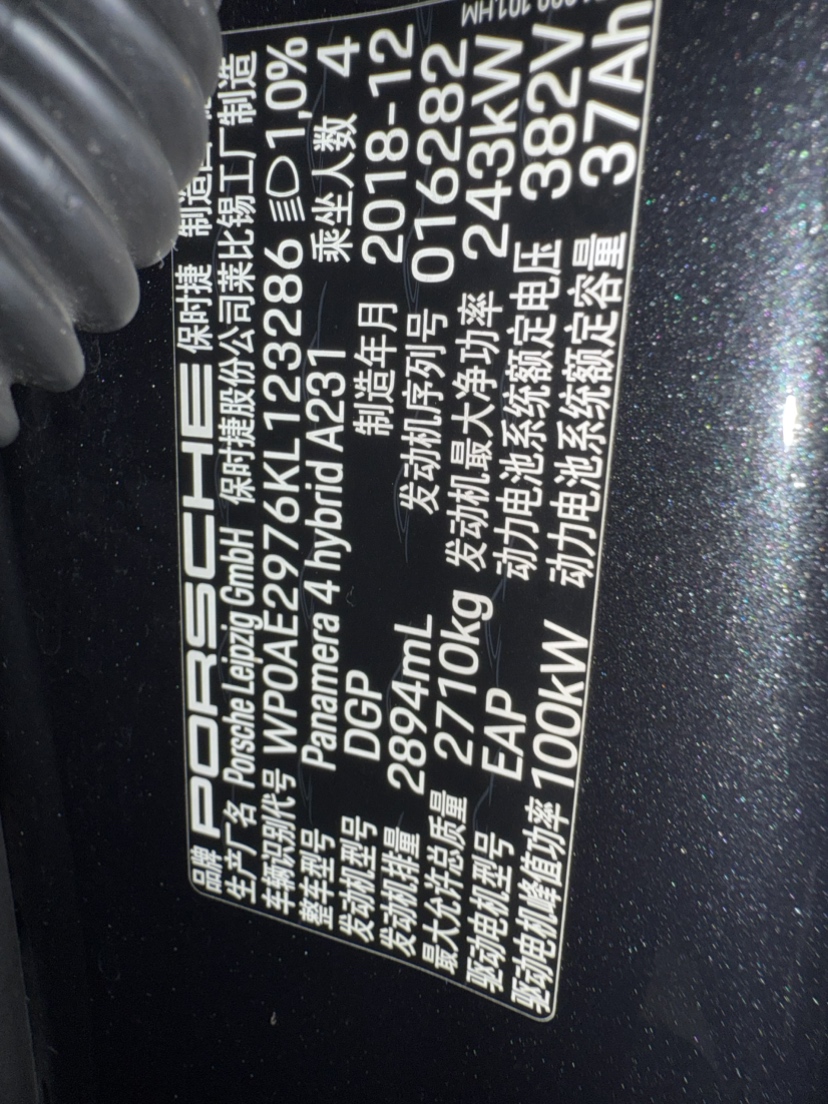 品牌 PORSCHE 保时捷 制造
生产厂名 Porsche Leipzig GmbH 保时捷股份公司莱比锡工厂制造
车辆识别代号 WP0AE2976KL123286 1,0%
整车型号 Panamera 4 hybrid A231 乘坐人数 4
发动机型号 DGP 制造年月 2018-12
发动机排量 2894mL 发动机序列号 016282
最大允许总质量 2710kg 发动机最大净功率 243kW
驱动电机型号 EAP 动力电池系统额定电压 382V
驱动电机峰值功率 100kW 动力电池系统额定容量 37Ah
101.HM